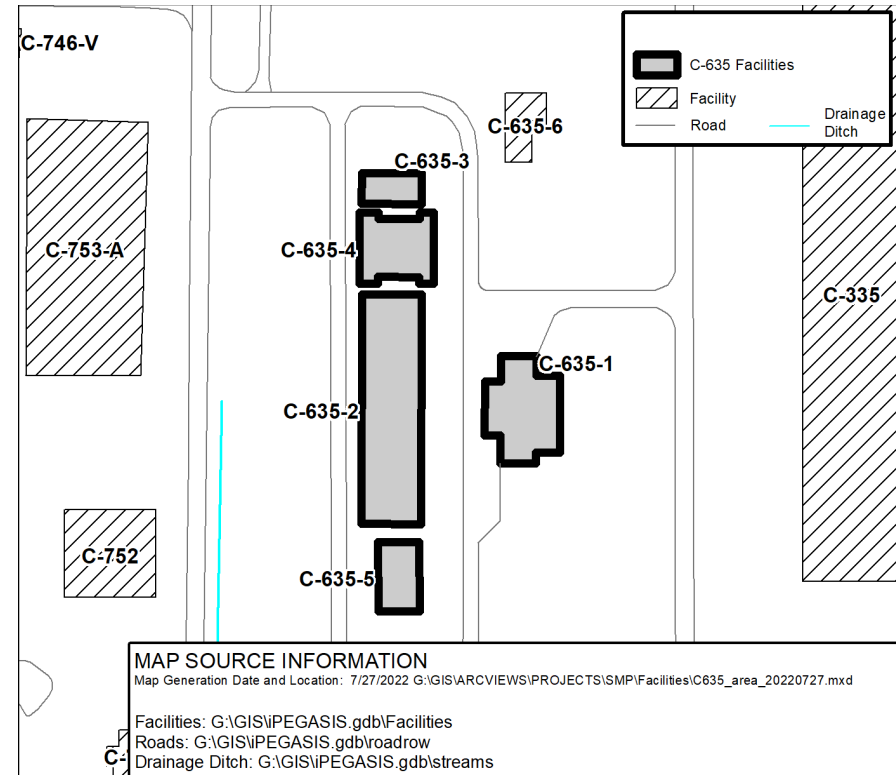 C-746-V
C-635 Facilities
Facility
Road
Drainage
Ditch
C-635-6
C-635-3
C-753-A
C-635-4
C-335
C-635-1
C-635-2
C-752
C-635-5
MAP SOURCE INFORMATION
Map Generation Date and Location: 7/27/2022 G:\GIS\ARCVIEWS\PROJECTS\SMP\Facilities\C635_area_20220727.mxd
Facilities: G:\GIS\iPEGASIS.gdb\Facilities
Roads: G:\GIS\iPEGASIS.gdb\roadrow
Drainage Ditch: G:\GIS\iPEGASIS.gdb\streams